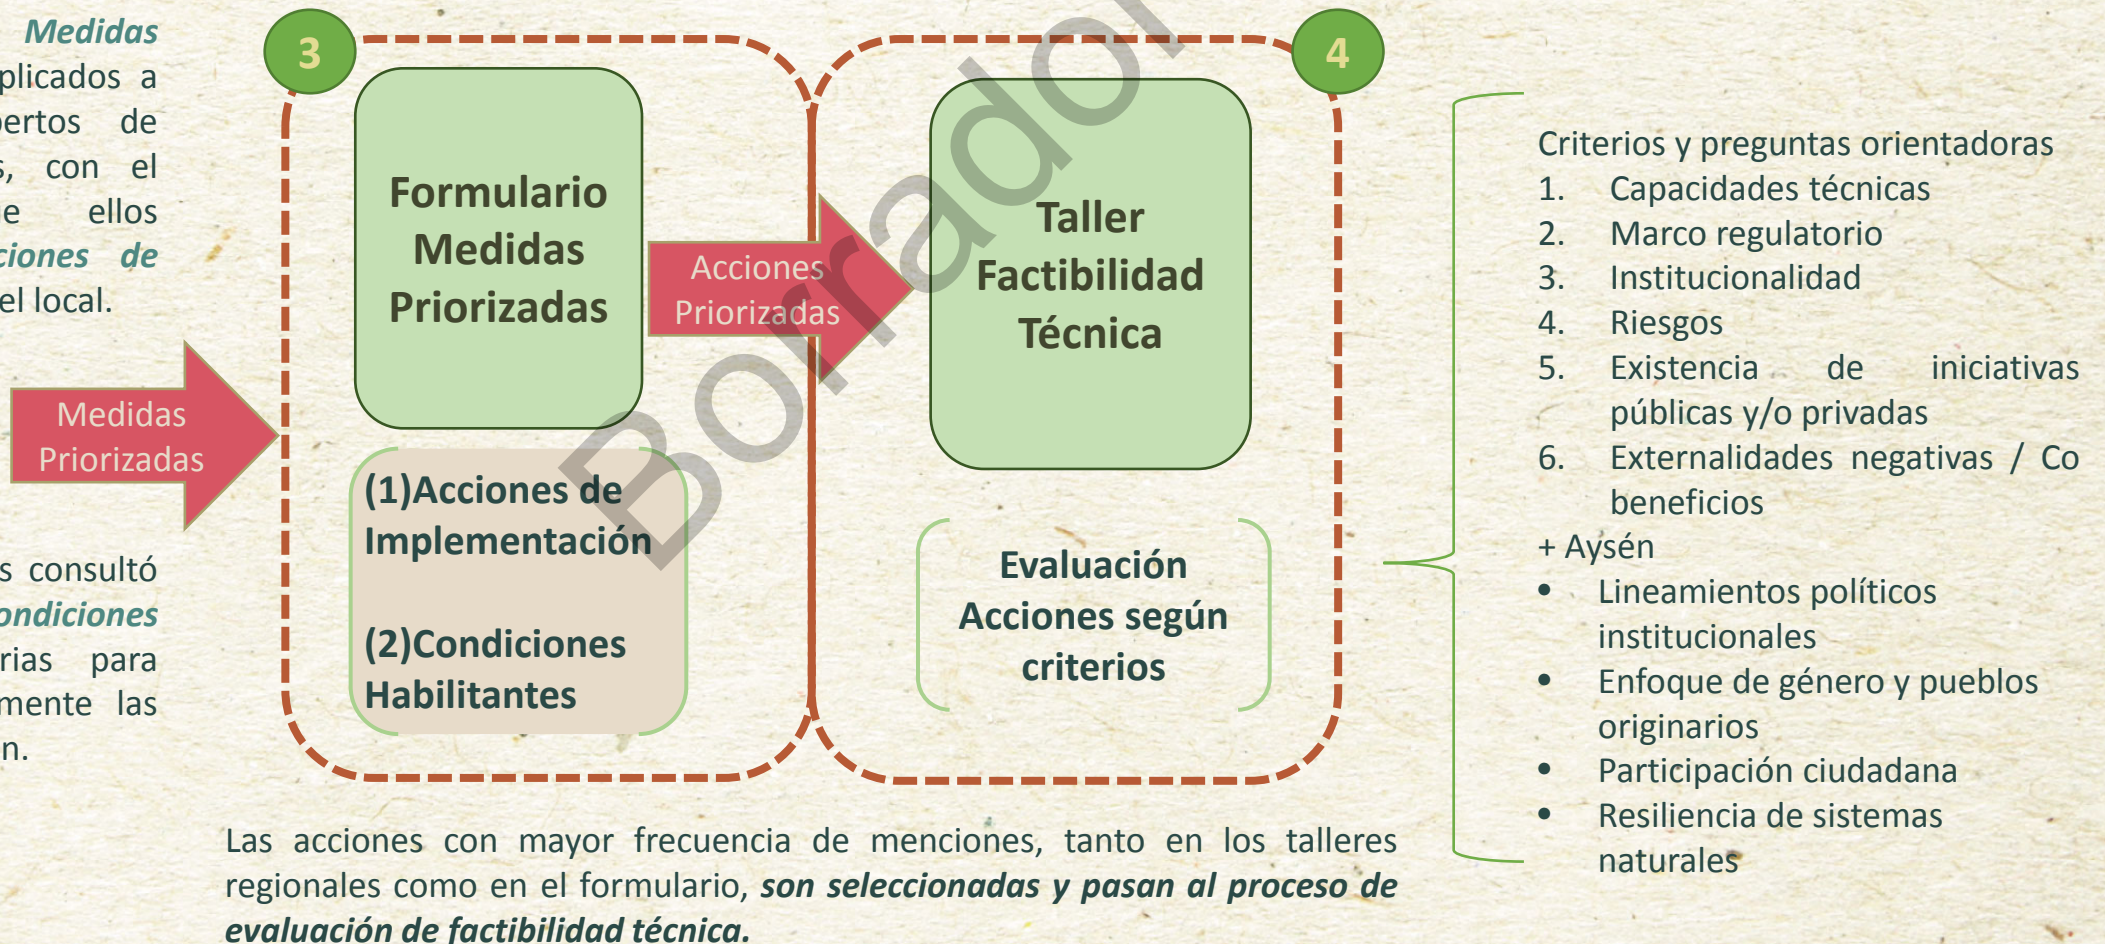 Medidas
plicados a
pertos de
s, con el
ue ellos
ciones de
el local.
Medidas
Priorizadas
s consultó
ondiciones
rias para
mente las
n.
3
Formulario
Medidas
Priorizadas
(1)Acciones de
Implementación
(2)Condiciones
Habilitantes
Acciones
Priorizadas
4
Taller
Factibilidad
Técnica
Evaluación
Acciones según
criterios
Criterios y preguntas orientadoras
1. Capacidades técnicas
2. Marco regulatorio
3. Institucionalidad
4. Riesgos
5. Existencia de iniciativas
públicas y/o privadas
6. Externalidades negativas / Co
beneficios
+ Aysén
• Lineamientos políticos
institucionales
• Enfoque de género y pueblos
originarios
• Participación ciudadana
• Resiliencia de sistemas
naturales
Las acciones con mayor frecuencia de menciones, tanto en los talleres
regionales como en el formulario, son seleccionadas y pasan al proceso de
evaluación de factibilidad técnica.
Borrador